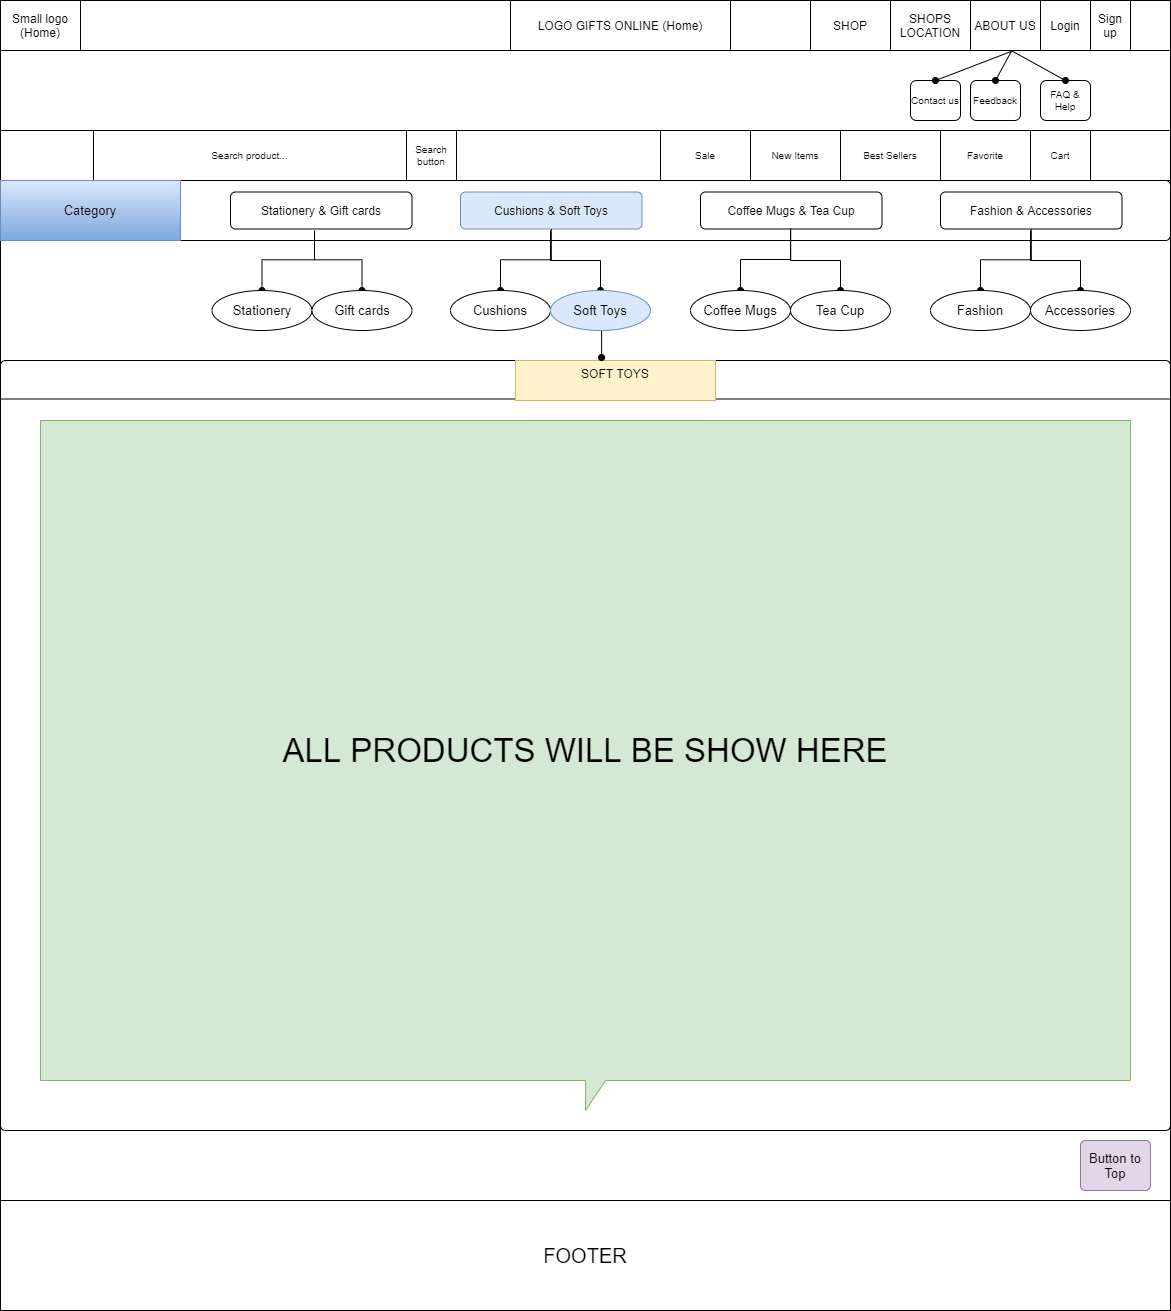 Small logo
(Home)
LOGO GIFTS ONLINE (Home)
SHOP
SHOPS
LOCATION
ABOUT US
Login
Sign
up
Contact us
Feedback
FAQ &
Help
Search product...
Search
button
Sale
New Items
Best Sellers
Favorite
Cart
Category
Stationery & Gift cards
Cushions & Soft Toys
Coffee Mugs & Tea Cup
Fashion & Accessories
Stationery
Gift cards
Cushions
Soft Toys
Coffee Mugs
Tea Cup
Fashion
Accessories
SOFT TOYS
ALL PRODUCTS WILL BE SHOW HERE
Button to
Top
FOOTER